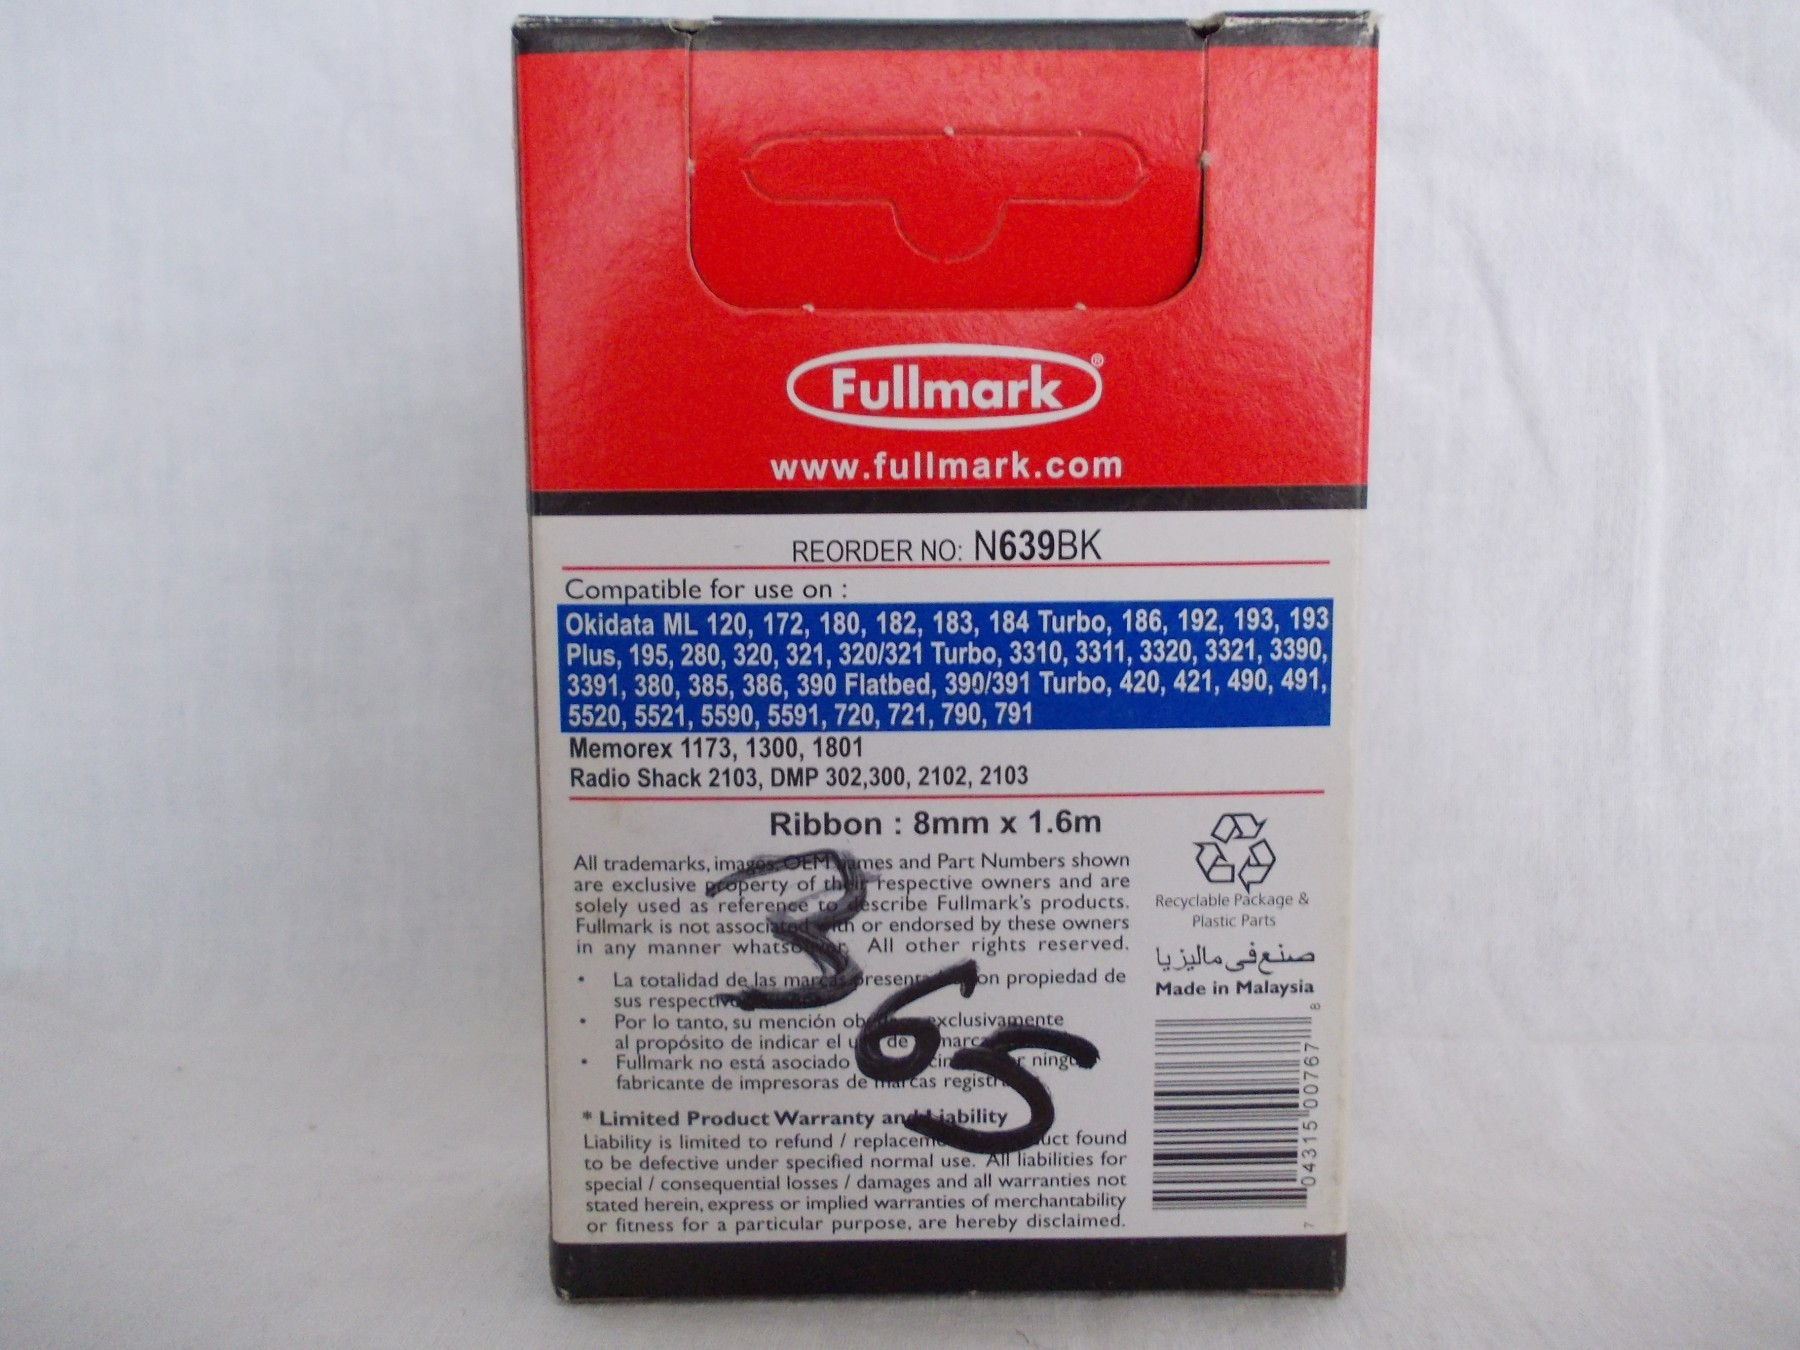 Fullmark®
www.fullmark.com
REORDER NO: N639BK
Compatible for use on :
Okidata ML 120, 172, 180, 182, 183, 184 Turbo, 186, 192, 193, 193
Plus, 195, 280, 320, 321, 320/321 Turbo, 3310, 3311, 3320, 3321, 3390,
3391, 380, 385, 386, 390 Flatbed, 390/391 Turbo, 420, 421, 490, 491,
5520, 5521, 5590, 5591, 720, 721, 790, 791
Memorex 1173, 1300, 1801
Radio Shack 2103, DMP 302,300, 2102, 2103
Ribbon : 8mm x 1.6m
All trademarks, images, OEM names and Part Numbers shown
are exclusive property of their respective owners and are
solely used as reference to describe Fullmark's products.
Fullmark is not associated with or endorsed by these owners
in any manner whatsoever. All other rights reserved.
• La totalidad de las marcas son propiedad de
sus
• Por lo tanto, su mención exclusivamente
al propósito de indicar el de
• Fullmark no está asociado
fabricante de impresoras de marcas
* Limited Product Warranty and Liability
Liability is limited to refund / found
to be defective under specified normal use. All liabilities for
special / consequential losses / damages and all warranties not
stated herein, express or implied warranties of merchantability
or fitness for a particular purpose, are hereby disclaimed.
365
Recyclable Package &
Plastic Parts
صنع في ماليزيا
Made in Malaysia
7 04315 00767 8